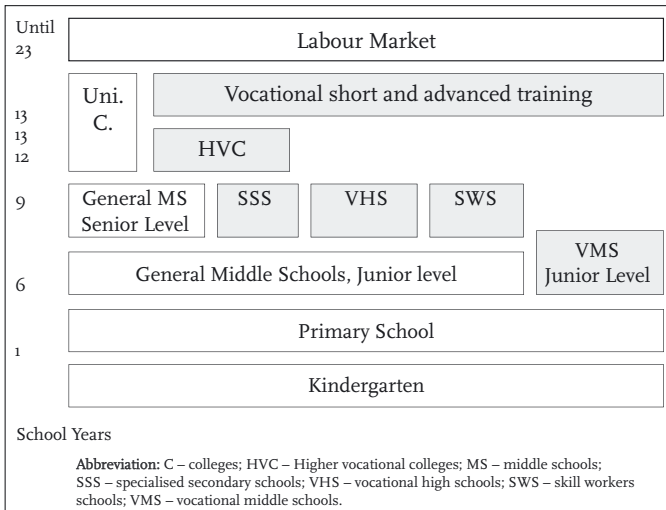 Until
23
Labour Market
Uni.
C.
Vocational short and advanced training
13
13
12
HVC
9
General MS
Senior Level
SSS
VHS
SWS
VMS
Junior Level
General Middle Schools, Junior level
6
Primary School
1
Kindergarten
School Years
Abbreviation: C – colleges; HVC – Higher vocational colleges; MS – middle schools;
SSS – specialised secondary schools; VHS – vocational high schools; SWS – skill workers
schools; VMS – vocational middle schools.